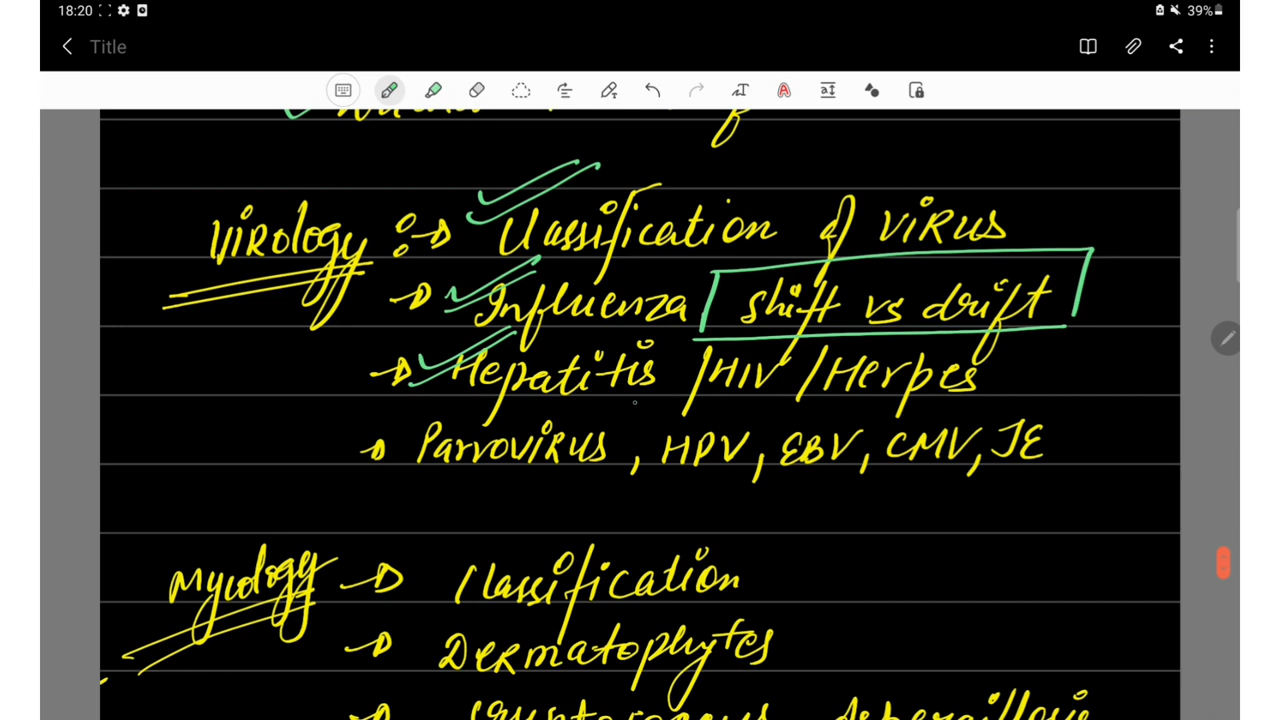 18:20 39%
Title
Virology :→ Classification of virus
→ Influenza shift vs drift
→ Hepatitis /HIV /Herpes
→ Parvovirus, HPV, EBV, CMV, JE
Mycology → Classification
→ Dermatophytes